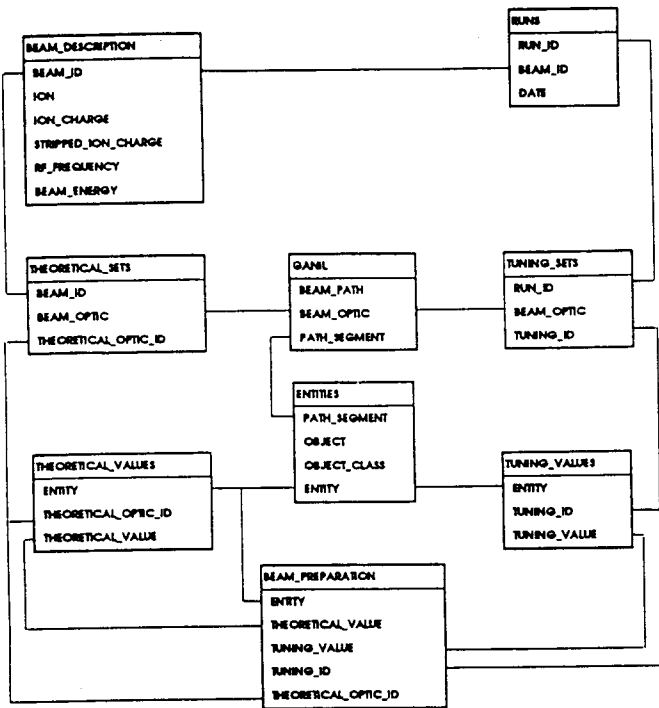 BEAM_DESCRIPTION
BEAM_ID
ION
ION_CHARGE
STRIPPED_ION_CHARGE
RF_FREQUENCY
BEAM_ENERGY
RUNS
RUN_ID
BEAM_ID
DATE
THEORETICAL_SETS
BEAM_ID
BEAM_OPTIC
THEORETICAL_OPTIC_ID
GANIL
BEAM_PATH
BEAM_OPTIC
PATH_SEGMENT
TUNING_SETS
RUN_ID
BEAM_OPTIC
TUNING_ID
ENTITIES
PATH_SEGMENT
OBJECT
OBJECT_CLASS
ENTITY
THEORETICAL_VALUES
ENTITY
THEORETICAL_OPTIC_ID
THEORETICAL_VALUE
TUNING_VALUES
ENTITY
TUNING_ID
TUNING_VALUE
BEAM_PREPARATION
ENTITY
THEORETICAL_VALUE
TUNING_VALUE
TUNING_ID
THEORETICAL_OPTIC_ID